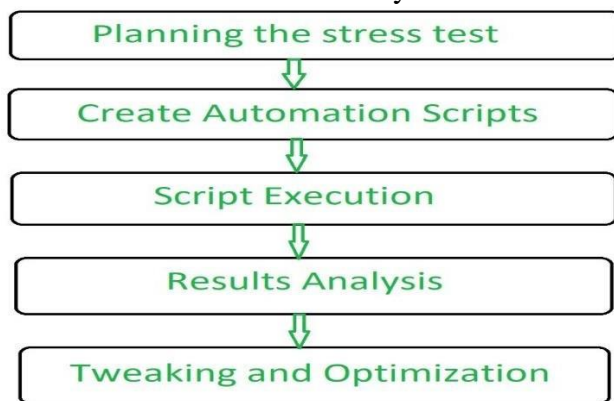 Planning the stress test
Create Automation Scripts
Script Execution
Results Analysis
Tweaking and Optimization